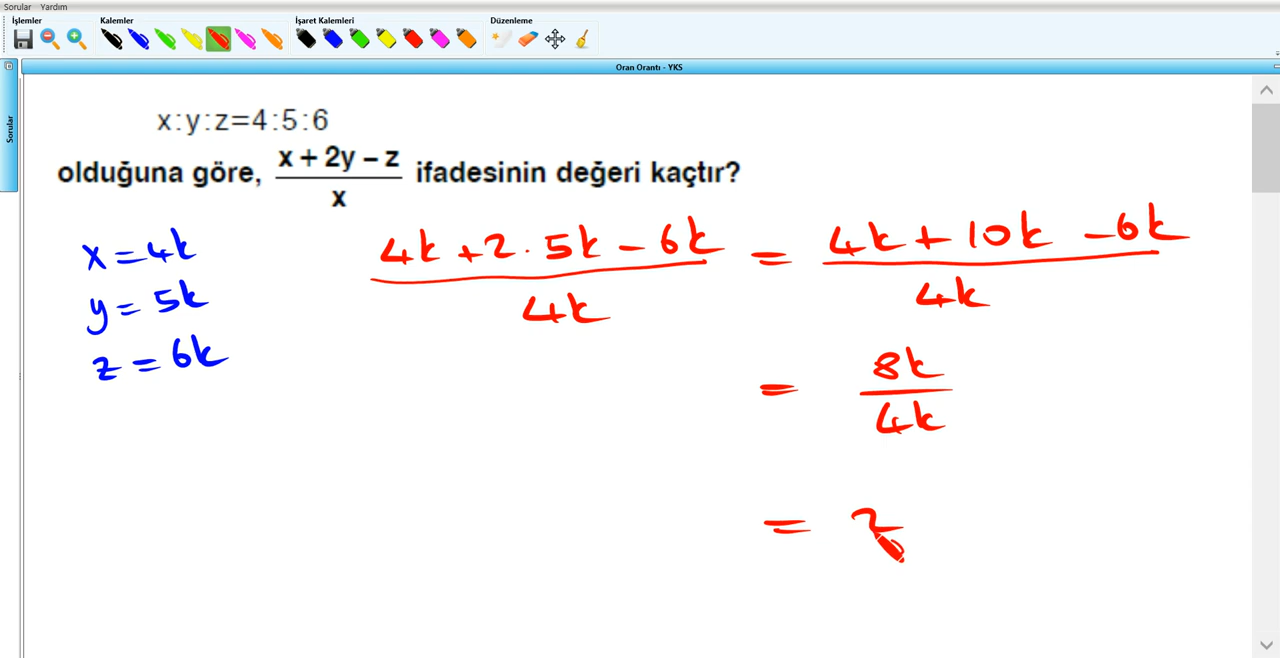 Sorular Yardım
İşlemler Kalemler İşaret Kalemleri Düzenleme
Oran Orantı - YKS
Sorular
x:y:z=4:5:6
olduğuna göre, (x + 2y – z)/x ifadesinin değeri kaçtır?
x = 4k
y = 5k
z = 6k
(4k + 2 · 5k – 6k)/4k = (4k + 10k – 6k)/4k
= 8k/4k
= 2